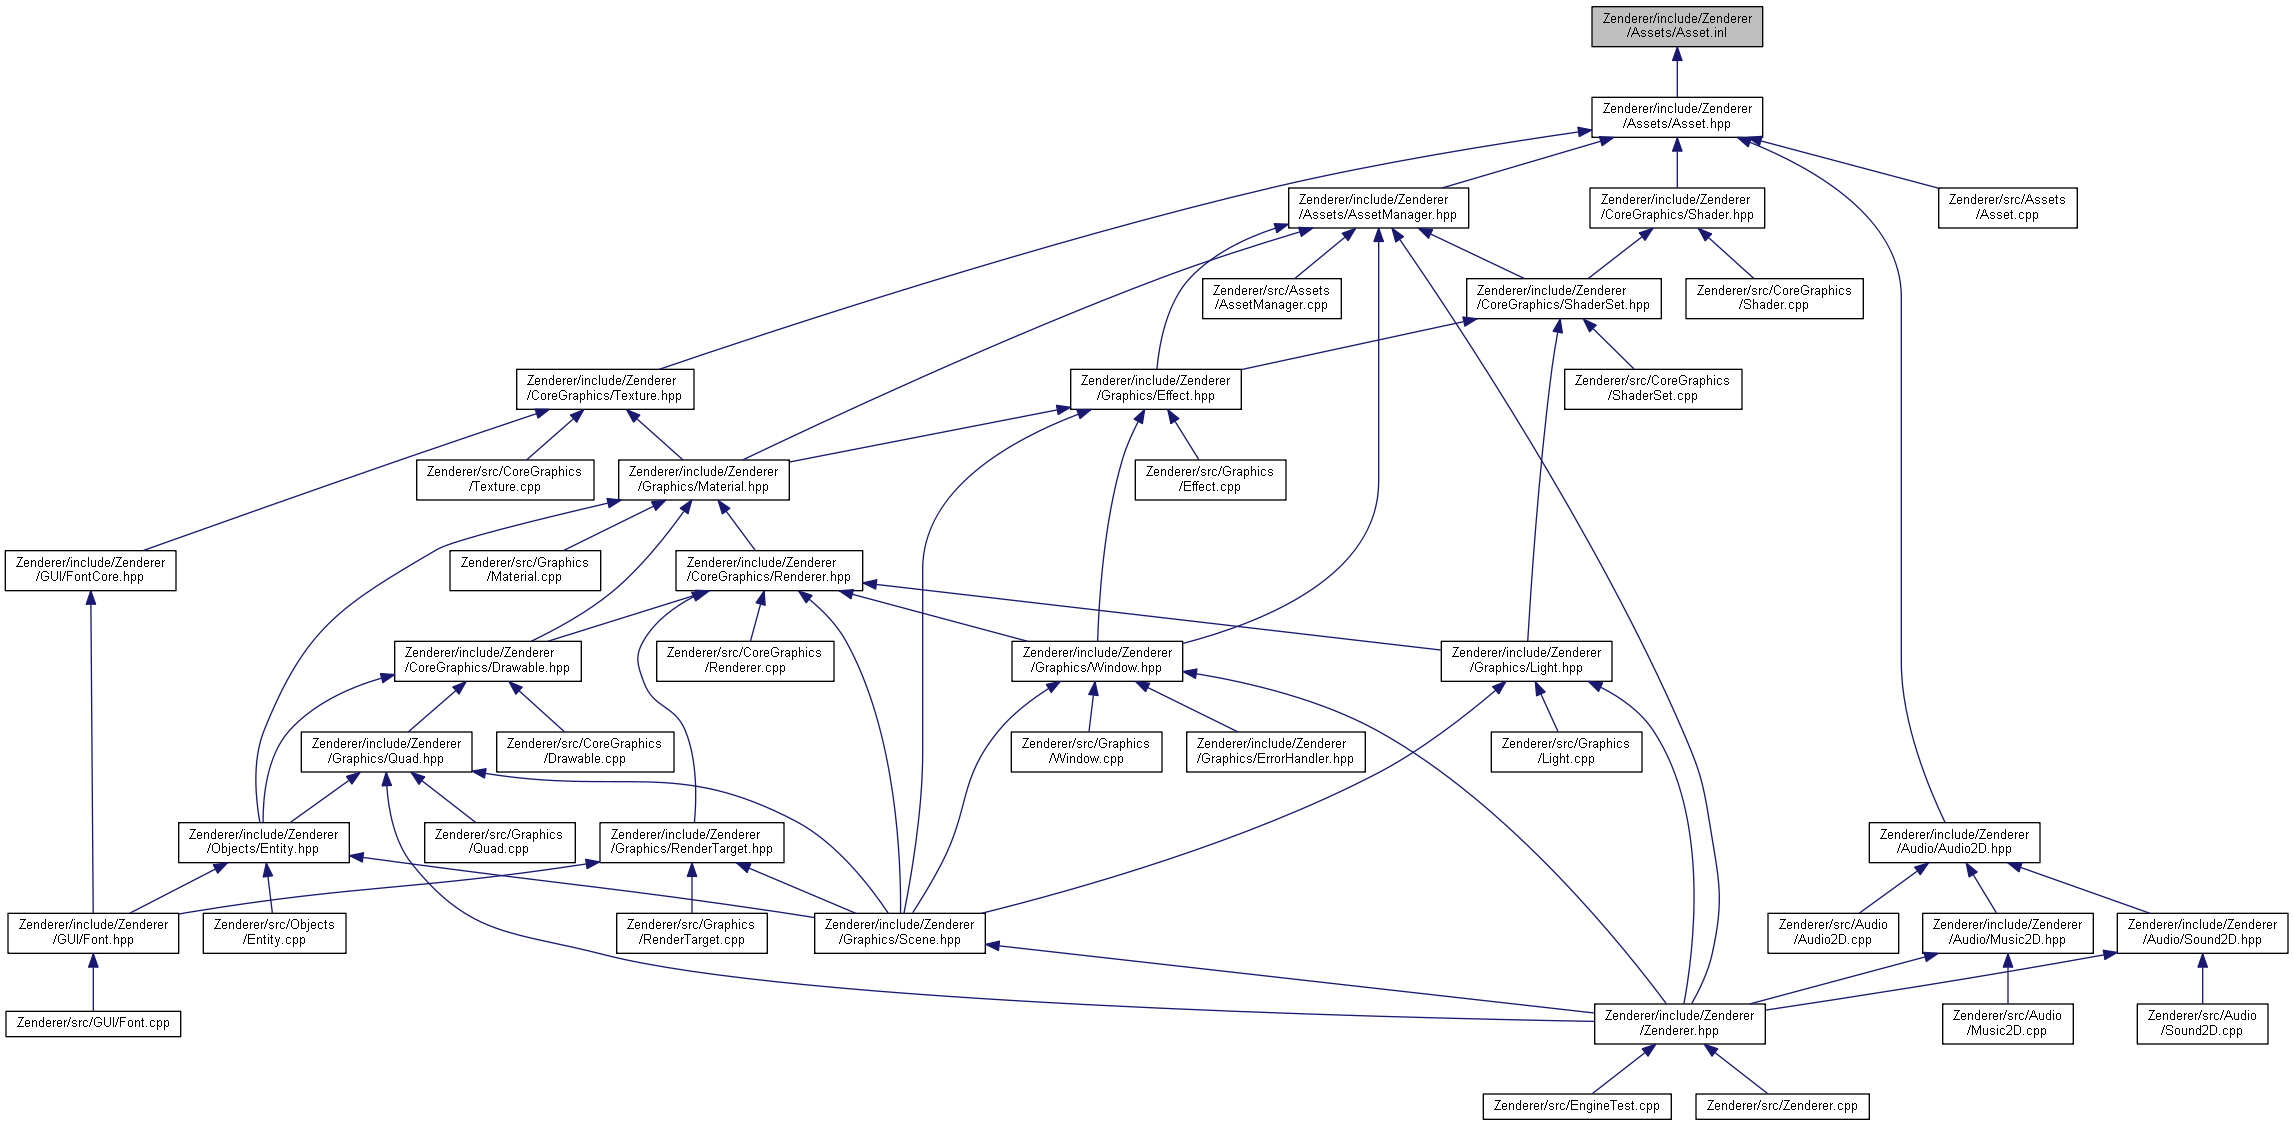 Zenderer/include/Zenderer
/Assets/Asset.inl
Zenderer/include/Zenderer
/Assets/Asset.hpp
Zenderer/include/Zenderer
/Assets/AssetManager.hpp
Zenderer/include/Zenderer
/CoreGraphics/Shader.hpp
Zenderer/src/Assets
/Asset.cpp
Zenderer/src/Assets
/AssetManager.cpp
Zenderer/include/Zenderer
/CoreGraphics/ShaderSet.hpp
Zenderer/src/CoreGraphics
/Shader.cpp
Zenderer/include/Zenderer
/CoreGraphics/Texture.hpp
Zenderer/include/Zenderer
/Graphics/Effect.hpp
Zenderer/src/CoreGraphics
/ShaderSet.cpp
Zenderer/src/CoreGraphics
/Texture.cpp
Zenderer/include/Zenderer
/Graphics/Material.hpp
Zenderer/src/Graphics
/Effect.cpp
Zenderer/include/Zenderer
/GUI/FontCore.hpp
Zenderer/src/Graphics
/Material.cpp
Zenderer/include/Zenderer
/CoreGraphics/Renderer.hpp
Zenderer/include/Zenderer
/CoreGraphics/Drawable.hpp
Zenderer/src/CoreGraphics
/Renderer.cpp
Zenderer/include/Zenderer
/Graphics/Window.hpp
Zenderer/include/Zenderer
/Graphics/Light.hpp
Zenderer/include/Zenderer
/Graphics/Quad.hpp
Zenderer/src/CoreGraphics
/Drawable.cpp
Zenderer/src/Graphics
/Window.cpp
Zenderer/include/Zenderer
/Graphics/ErrorHandler.hpp
Zenderer/src/Graphics
/Light.cpp
Zenderer/include/Zenderer
/Objects/Entity.hpp
Zenderer/src/Graphics
/Quad.cpp
Zenderer/include/Zenderer
/Graphics/RenderTarget.hpp
Zenderer/include/Zenderer
/Audio/Audio2D.hpp
Zenderer/include/Zenderer
/GUI/Font.hpp
Zenderer/src/Objects
/Entity.cpp
Zenderer/src/Graphics
/RenderTarget.cpp
Zenderer/include/Zenderer
/Graphics/Scene.hpp
Zenderer/src/Audio
/Audio2D.cpp
Zenderer/include/Zenderer
/Audio/Music2D.hpp
Zenderer/include/Zenderer
/Audio/Sound2D.hpp
Zenderer/src/GUI/Font.cpp
Zenderer/include/Zenderer
/Zenderer.hpp
Zenderer/src/Audio
/Music2D.cpp
Zenderer/src/Audio
/Sound2D.cpp
Zenderer/src/EngineTest.cpp
Zenderer/src/Zenderer.cpp